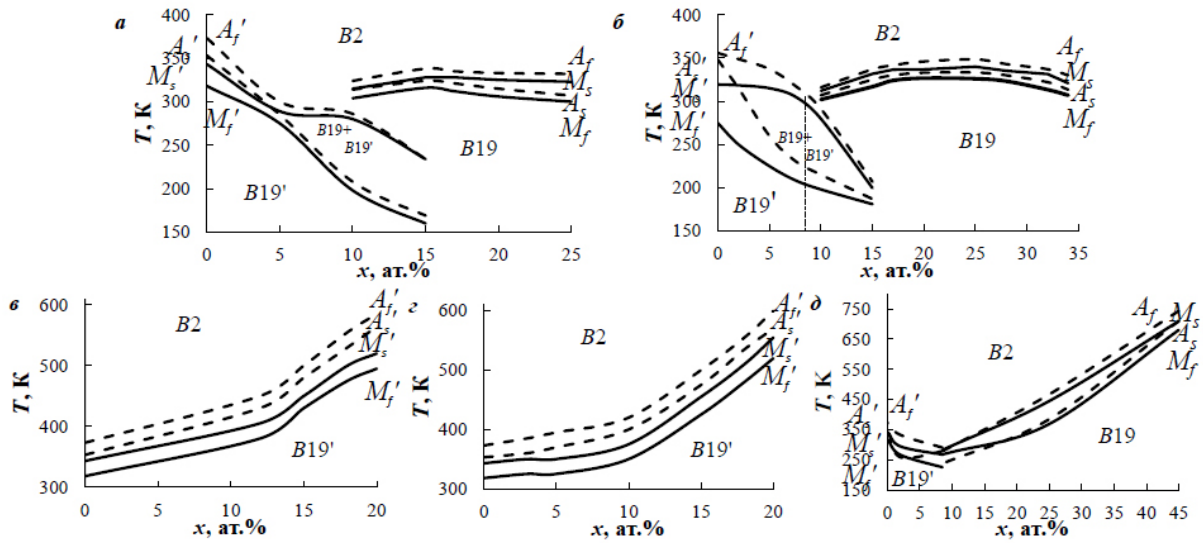 а
400
350
300
250
200
150
T, К
A_f'
A_s'
M_s'
M_f'
B2
B19+
B19'
B19'
B19
A_f
M_s
A_s
M_f
0 5 10 15 20 25
x, ат.%
б
400
350
300
250
200
150
T, К
A_f'
A_s'
M_s'
M_f'
B2
B19+
B19'
B19'
B19
A_f
M_s
A_s
M_f
0 5 10 15 20 25 30 35
x, ат.%
в
600
500
400
300
T, К
B2
B19'
A_f'
A_s'
M_s'
M_f'
0 5 10 15 20
x, ат.%
г
600
550
500
450
400
350
300
T, К
B2
B19'
A_f'
A_s'
M_s'
M_f'
0 5 10 15 20
x, ат.%
д
750
650
550
450
350
250
150
T, К
A_s'
A_f'
M_s'
M_f'
B2
B19'
B19
A_f
M_s
A_s
M_f
0 5 10 15 20 25 30 35 40 45
x, ат.%